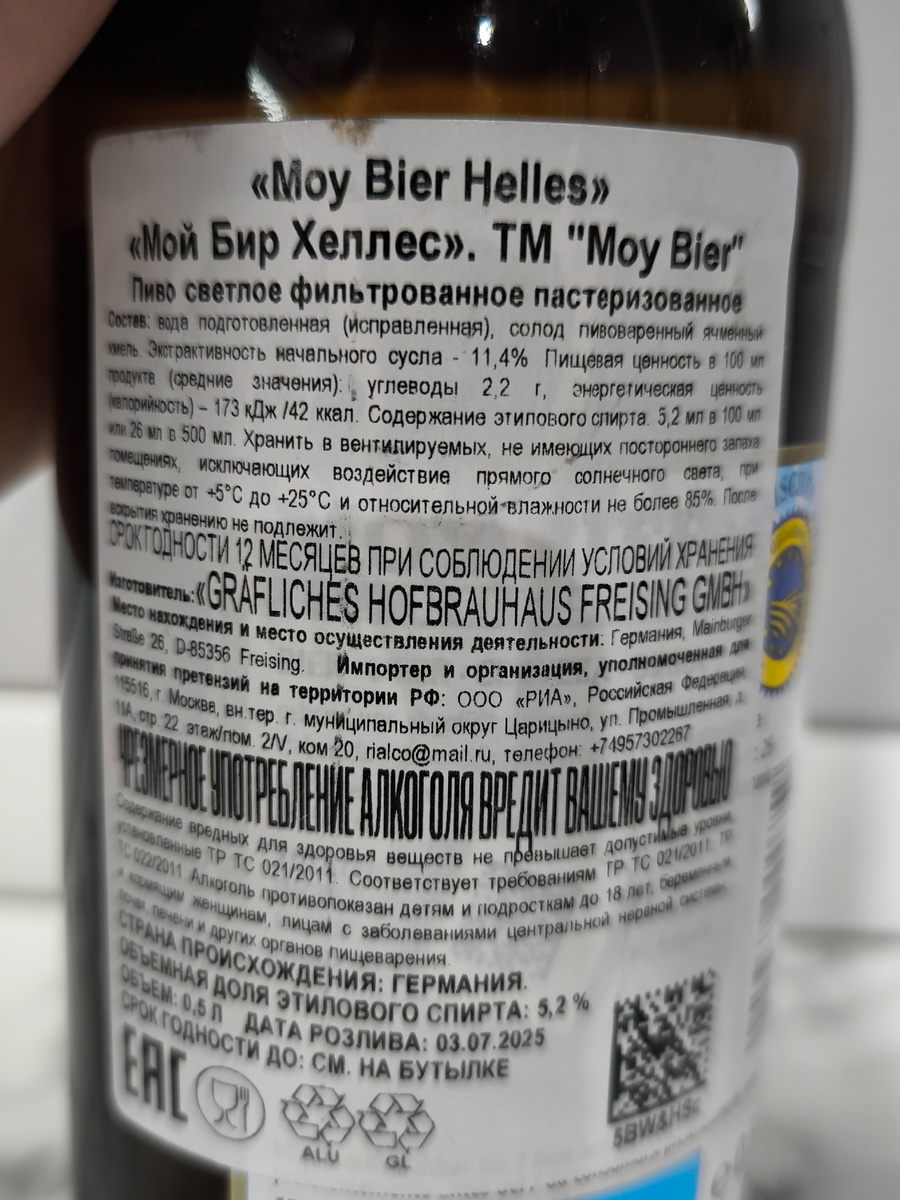 «Moy Bier Helles»
«Мой Бир Хеллес». ТМ "Moy Bier"
Пиво светлое фильтрованное пастеризованное
Состав: вода подготовленная (исправленная), солод пивоваренный ячменный
хмель. Экстрактивность начального сусла - 11,4% Пищевая ценность в 100 мл
продукта (средние значения): углеводы 2,2 г, энергетическая ценность
(калорийность) – 173 кДж /42 ккал. Содержание этилового спирта: 5,2 мл в 100 мл
или 26 мл в 500 мл. Хранить в вентилируемых, не имеющих постороннего запаха
помещениях, исключающих воздействие прямого солнечного света, при
температуре от +5°С до +25°С и относительной влажности не более 85%. После
вскрытия хранению не подлежит.
СРОК ГОДНОСТИ 12 МЕСЯЦЕВ ПРИ СОБЛЮДЕНИИ УСЛОВИЙ ХРАНЕНИЯ
Изготовитель: «GRAFLICHES HOFBRAUHAUS FREISING GMBH»
Место нахождения и место осуществления деятельности: Германия, Mainburger
Straße 26, D-85356 Freising. Импортер и организация, уполномоченная для
принятия претензий на территории РФ: ООО «РИА», Российская Федерация,
115516, г. Москва, вн.тер. г. муниципальный округ Царицыно, ул. Промышленная, д.
11А, стр. 22, этаж/пом. 2/V, ком 20, rialco@mail.ru, телефон: +74957302267
ЧРЕЗМЕРНОЕ УПОТРЕБЛЕНИЕ АЛКОГОЛЯ ВРЕДИТ ВАШЕМУ ЗДОРОВЬЮ
Содержание вредных для здоровья веществ не превышает допустимые уровни,
установленные ТР ТС 021/2011. Соответствует требованиям ТР ТС 021/2011. ТР
ТС 022/2011 Алкоголь противопоказан детям и подросткам до 18 лет, беременным
и кормящим женщинам, лицам с заболеваниями центральной нервной системы,
почек, печени и других органов пищеварения.
СТРАНА ПРОИСХОЖДЕНИЯ: ГЕРМАНИЯ.
ОБЪЕМНАЯ ДОЛЯ ЭТИЛОВОГО СПИРТА: 5,2 %
ОБЪЕМ: 0,5 Л ДАТА РОЗЛИВА: 03.07.2025
СРОК ГОДНОСТИ ДО: СМ. НА БУТЫЛКЕ
EAC
ALU GL